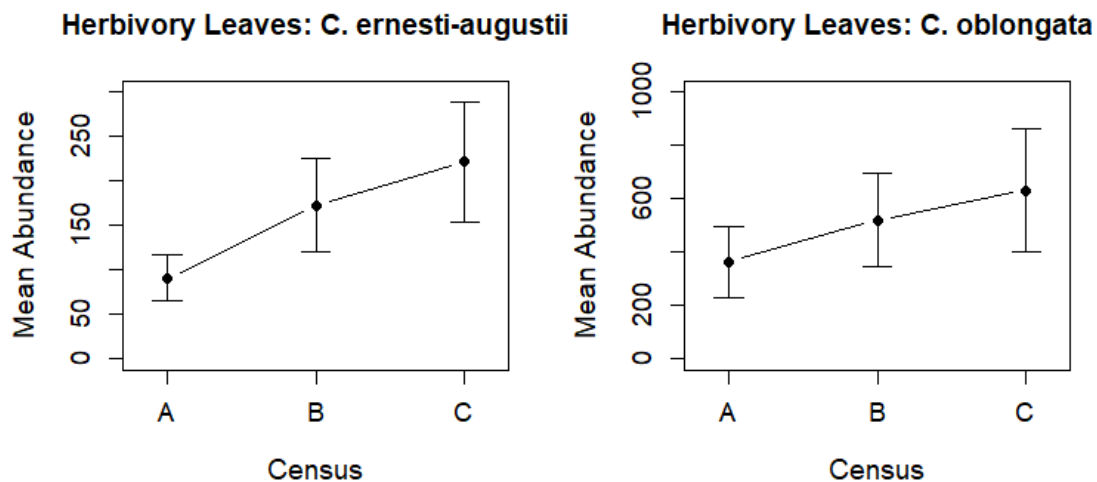 Herbivory Leaves: C. ernesti-augustii
Mean Abundance
250
150
50
0
A
B
C
Census
Herbivory Leaves: C. oblongata
Mean Abundance
1000
600
200
0
A
B
C
Census